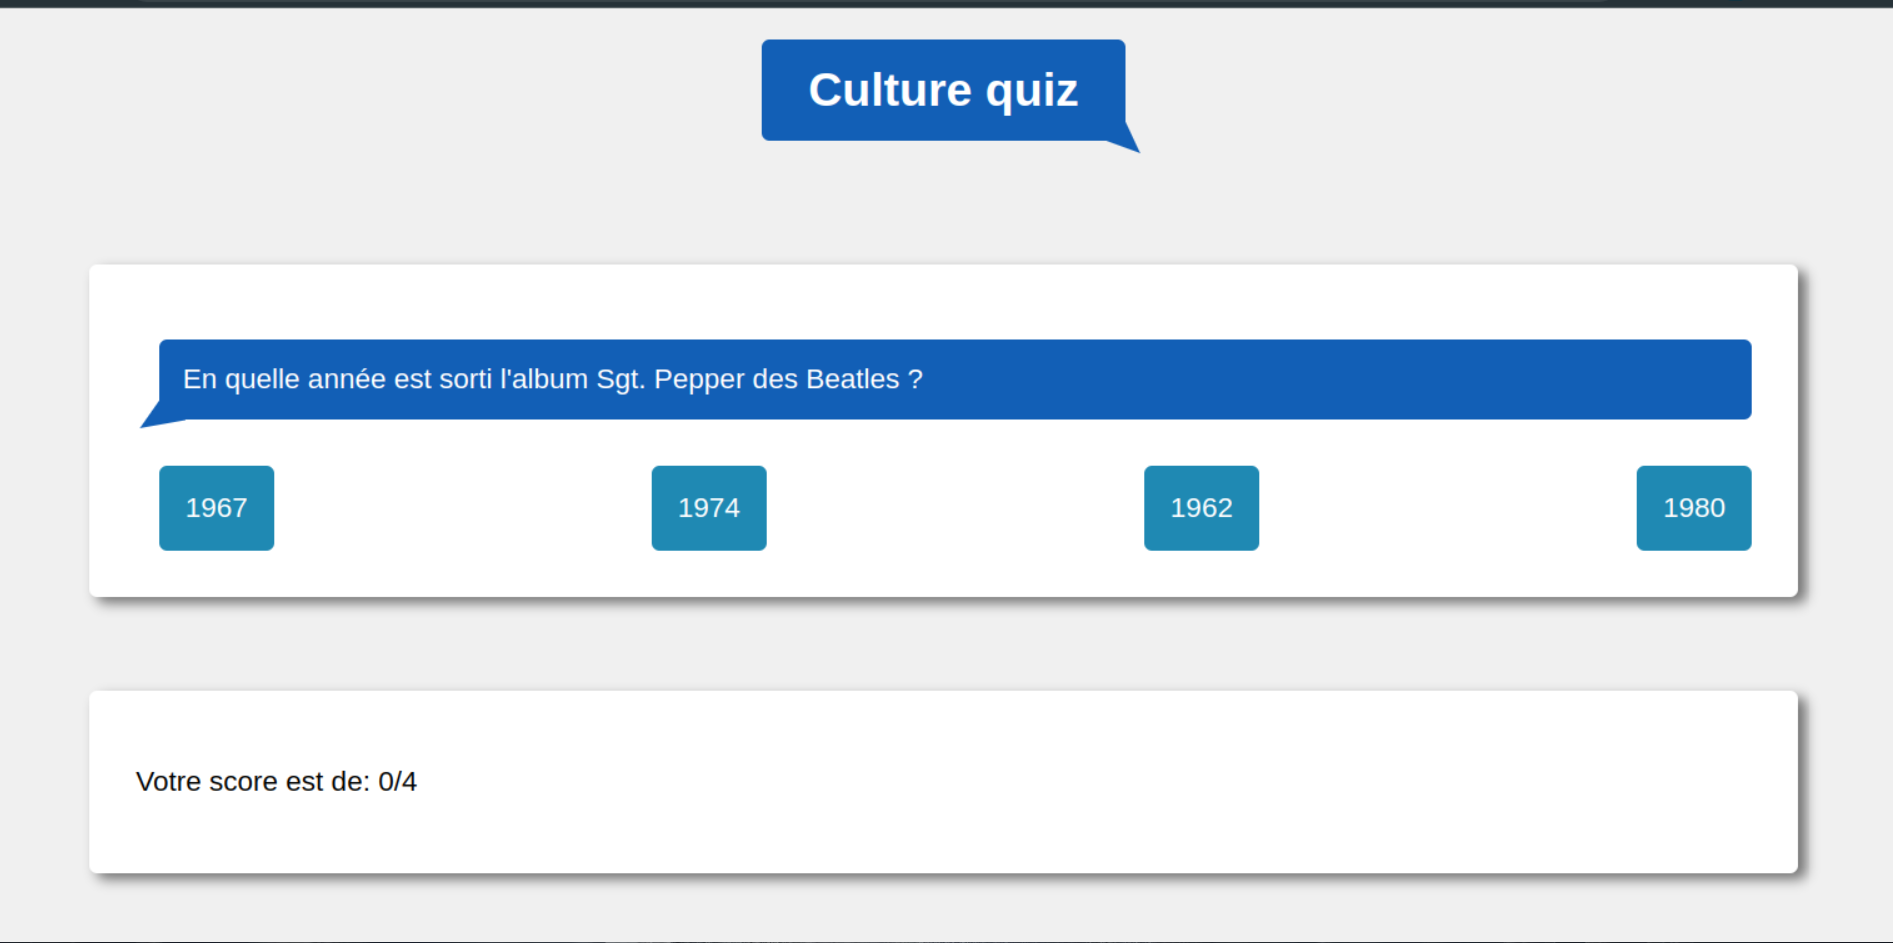 Culture quiz
En quelle année est sorti l'album Sgt. Pepper des Beatles ?
1967 1974 1962 1980
Votre score est de: 0/4